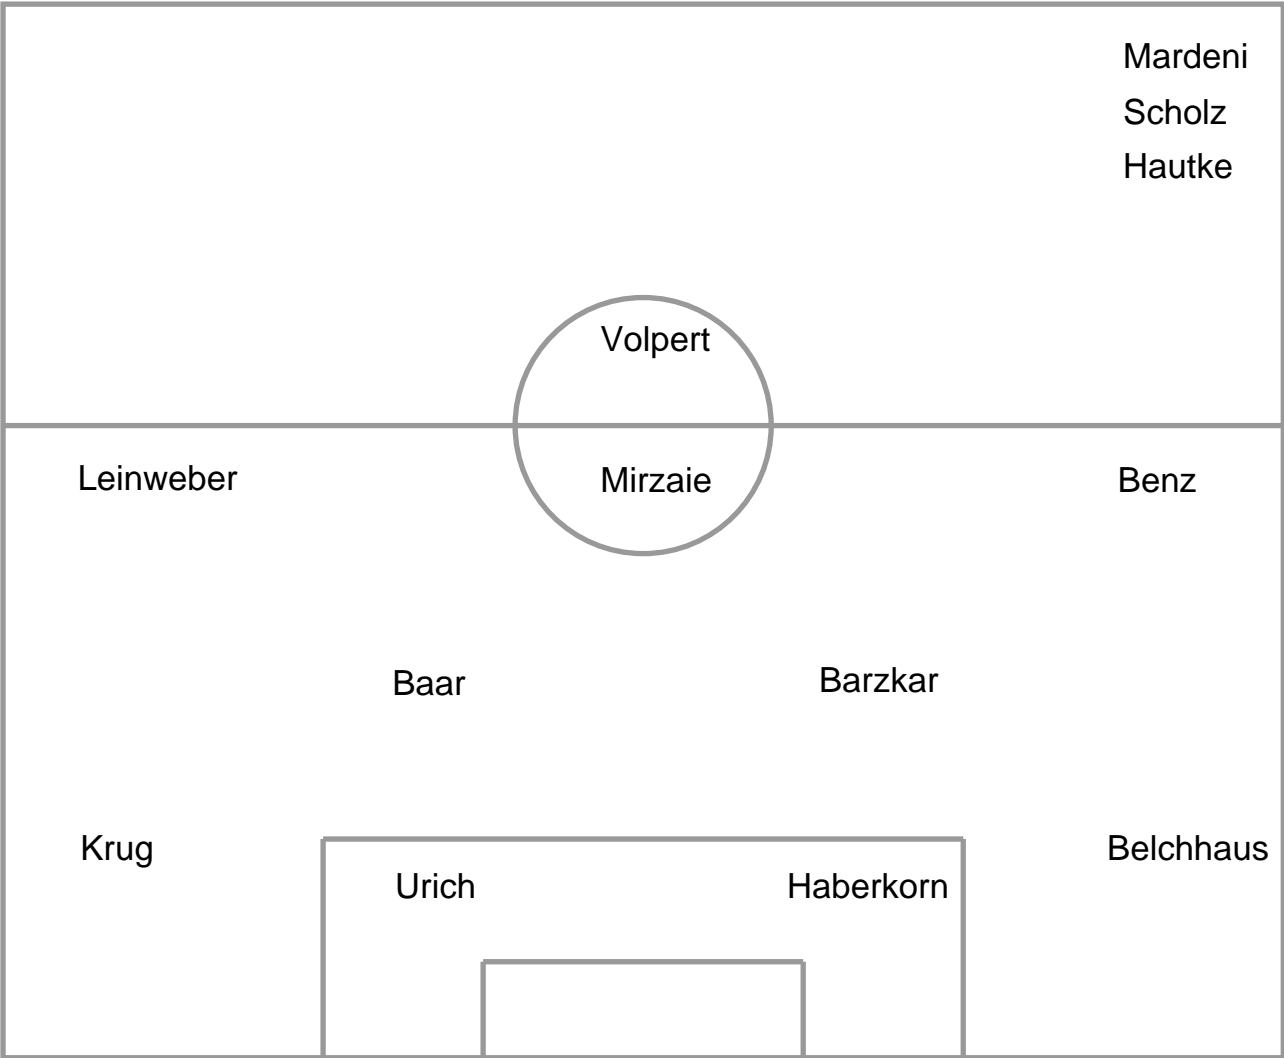 Mardeni
Scholz
Hautke
Volpert
Leinweber Mirzaie Benz
Baar Barzkar
Krug Belchhaus
Urich Haberkorn